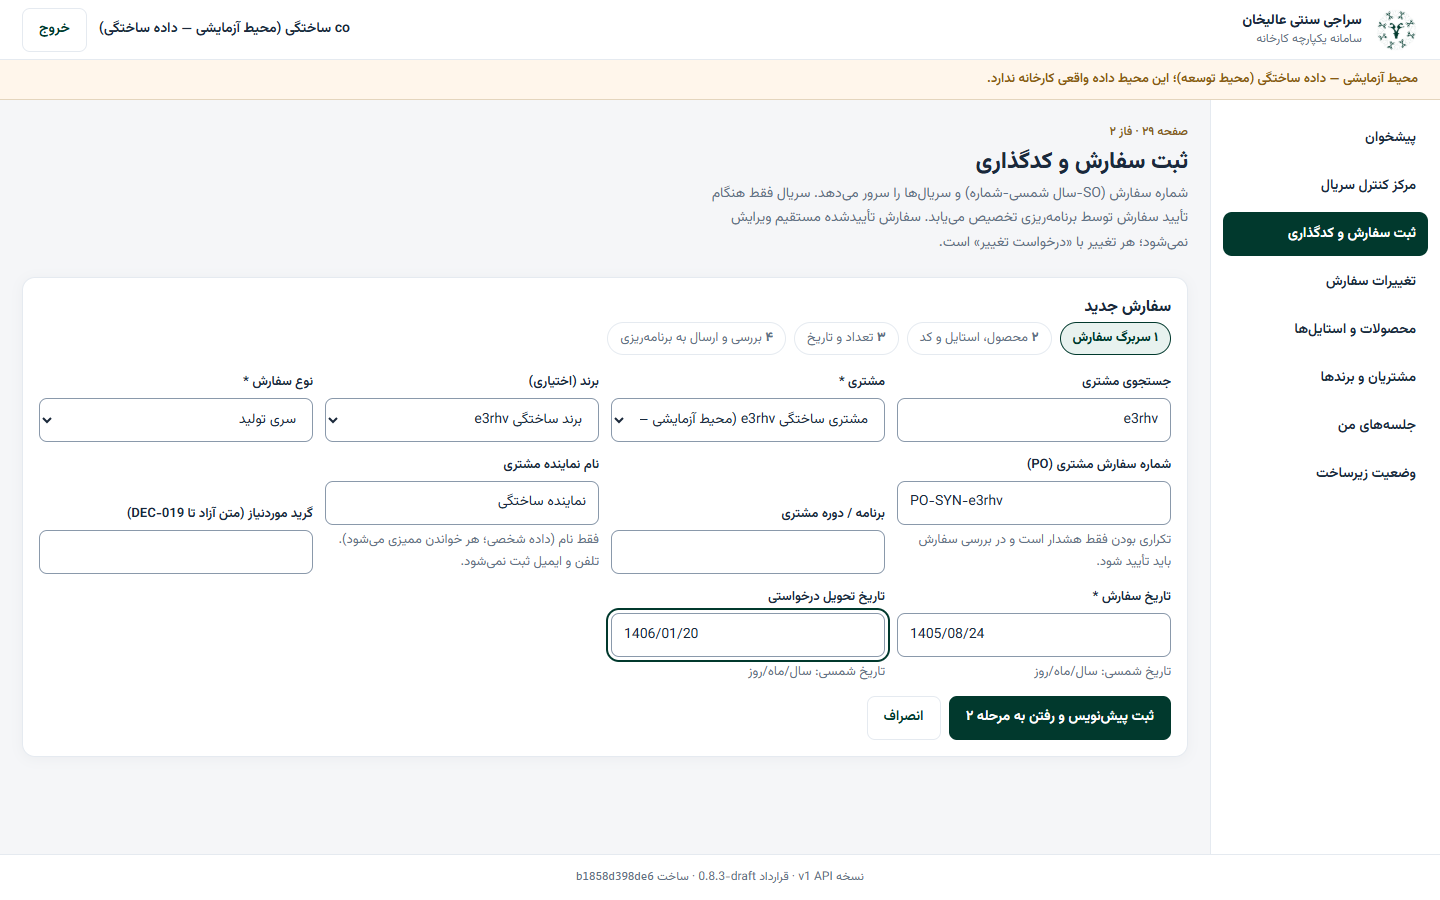 سراجی سنتی عالیخان
سامانه یکپارچه کارخانه
co ساختگی (محیط آزمایشی — داده ساختگی)
خروج
محیط آزمایشی — داده ساختگی (محیط توسعه)؛ این محیط داده واقعی کارخانه ندارد.
پیشخوان
مرکز کنترل سریال
ثبت سفارش و کدگذاری
تغییرات سفارش
محصولات و استایل‌ها
مشتریان و برندها
جلسه‌های من
وضعیت زیرساخت
صفحه ۲۹ · فاز ۲
ثبت سفارش و کدگذاری
شماره سفارش (SO-سال شمسی-شماره) و سریال‌ها را سرور می‌دهد. سریال فقط هنگام
تأیید سفارش توسط برنامه‌ریزی تخصیص می‌یابد. سفارش تأییدشده مستقیم ویرایش
نمی‌شود؛ هر تغییر با «درخواست تغییر» است.
سفارش جدید
۱ سربرگ سفارش
۲ محصول، استایل و کد
۳ تعداد و تاریخ
۴ بررسی و ارسال به برنامه‌ریزی
جستجوی مشتری
مشتری *
برند (اختیاری)
نوع سفارش *
e3rhv
مشتری ساختگی e3rhv (محیط آزمایشی —
برند ساختگی e3rhv
سری تولید
شماره سفارش مشتری (PO)
برنامه / دوره مشتری
نام نماینده مشتری
گرید موردنیاز (متن آزاد تا DEC-019)
PO-SYN-e3rhv
نماینده ساختگی
تکراری بودن فقط هشدار است و در بررسی سفارش
باید تأیید شود.
فقط نام (داده شخصی؛ هر خواندن ممیزی می‌شود).
تلفن و ایمیل ثبت نمی‌شود.
تاریخ سفارش *
تاریخ تحویل درخواستی
1405/08/24
1406/01/20
تاریخ شمسی: سال/ماه/روز
تاریخ شمسی: سال/ماه/روز
ثبت پیش‌نویس و رفتن به مرحله ۲
انصراف
نسخه v1 API · قرارداد 0.8.3-draft · ساخت b1858d398de6